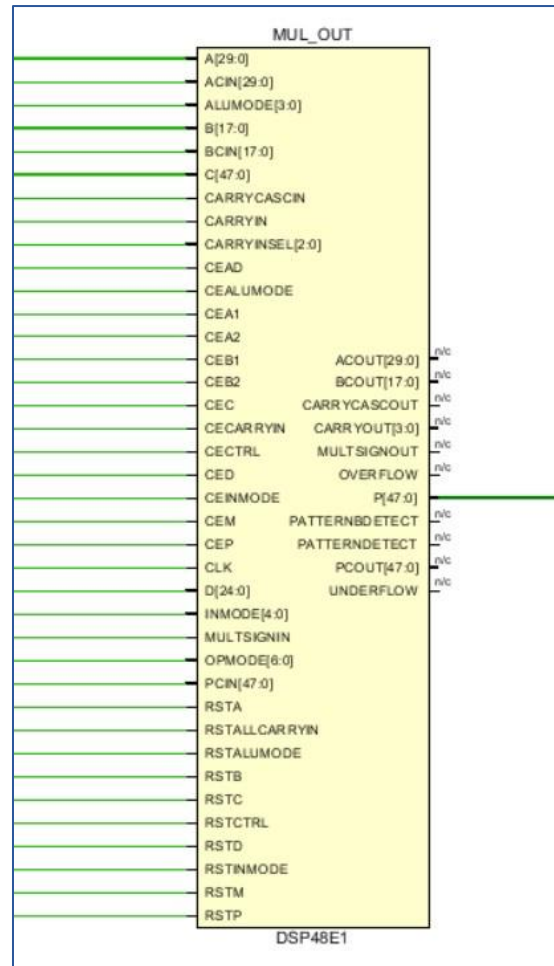 MUL_OUT
A[29:0]
ACIN[29:0]
ALUMODE[3:0]
B[17:0]
BCIN[17:0]
C[47:0]
CARRYCASCIN
CARRYIN
CARRYINSEL[2:0]
CEAD
CEALUMODE
CEA1
CEA2
CEB1 ACOUT[29:0] n/c
CEB2 BCOUT[17:0] n/c
CEC CARRYCASCOUT n/c
CECARRYIN CARRYOUT[3:0] n/c
CECTRL MULTSIGNOUT n/c
CED OVERFLOW n/c
CEINMODE P[47:0]
CEM PATTERNBDETECT n/c
CEP PATTERNDETECT n/c
CLK PCOUT[47:0] n/c
D[24:0] UNDERFLOW n/c
INMODE[4:0]
MULTSIGNIN
OPMODE[6:0]
PCIN[47:0]
RSTA
RSTALLCARRYIN
RSTALUMODE
RSTB
RSTC
RSTCTRL
RSTD
RSTINMODE
RSTM
RSTP
DSP48E1